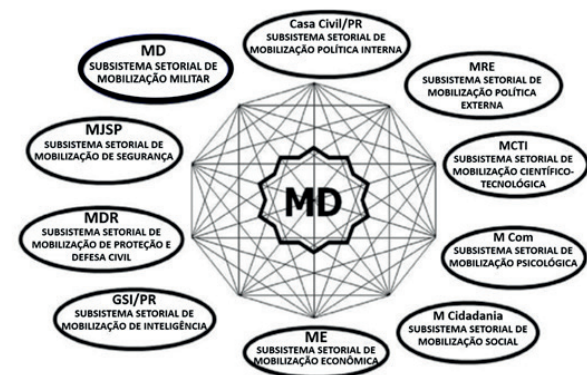 Casa Civil/PR
SUBSISTEMA SETORIAL DE
MOBILIZAÇÃO POLÍTICA INTERNA
MD
SUBSISTEMA SETORIAL DE
MOBILIZAÇÃO MILITAR
MRE
SUBSISTEMA SETORIAL DE
MOBILIZAÇÃO POLÍTICA
EXTERNA
MJSP
SUBSISTEMA SETORIAL DE
MOBILIZAÇÃO DE SEGURANÇA
MCTI
SUBSISTEMA SETORIAL DE
MOBILIZAÇÃO CIENTÍFICO-
TECNOLÓGICA
MD
MDR
SUBSISTEMA SETORIAL DE
MOBILIZAÇÃO DE PROTEÇÃO E
DEFESA CIVIL
M Com
SUBSISTEMA SETORIAL DE
MOBILIZAÇÃO PSICOLÓGICA
GSI/PR
SUBSISTEMA SETORIAL DE
MOBILIZAÇÃO DE INTELIGÊNCIA
M Cidadania
SUBSISTEMA SETORIAL DE
MOBILIZAÇÃO SOCIAL
ME
SUBSISTEMA SETORIAL DE
MOBILIZAÇÃO ECONÔMICA